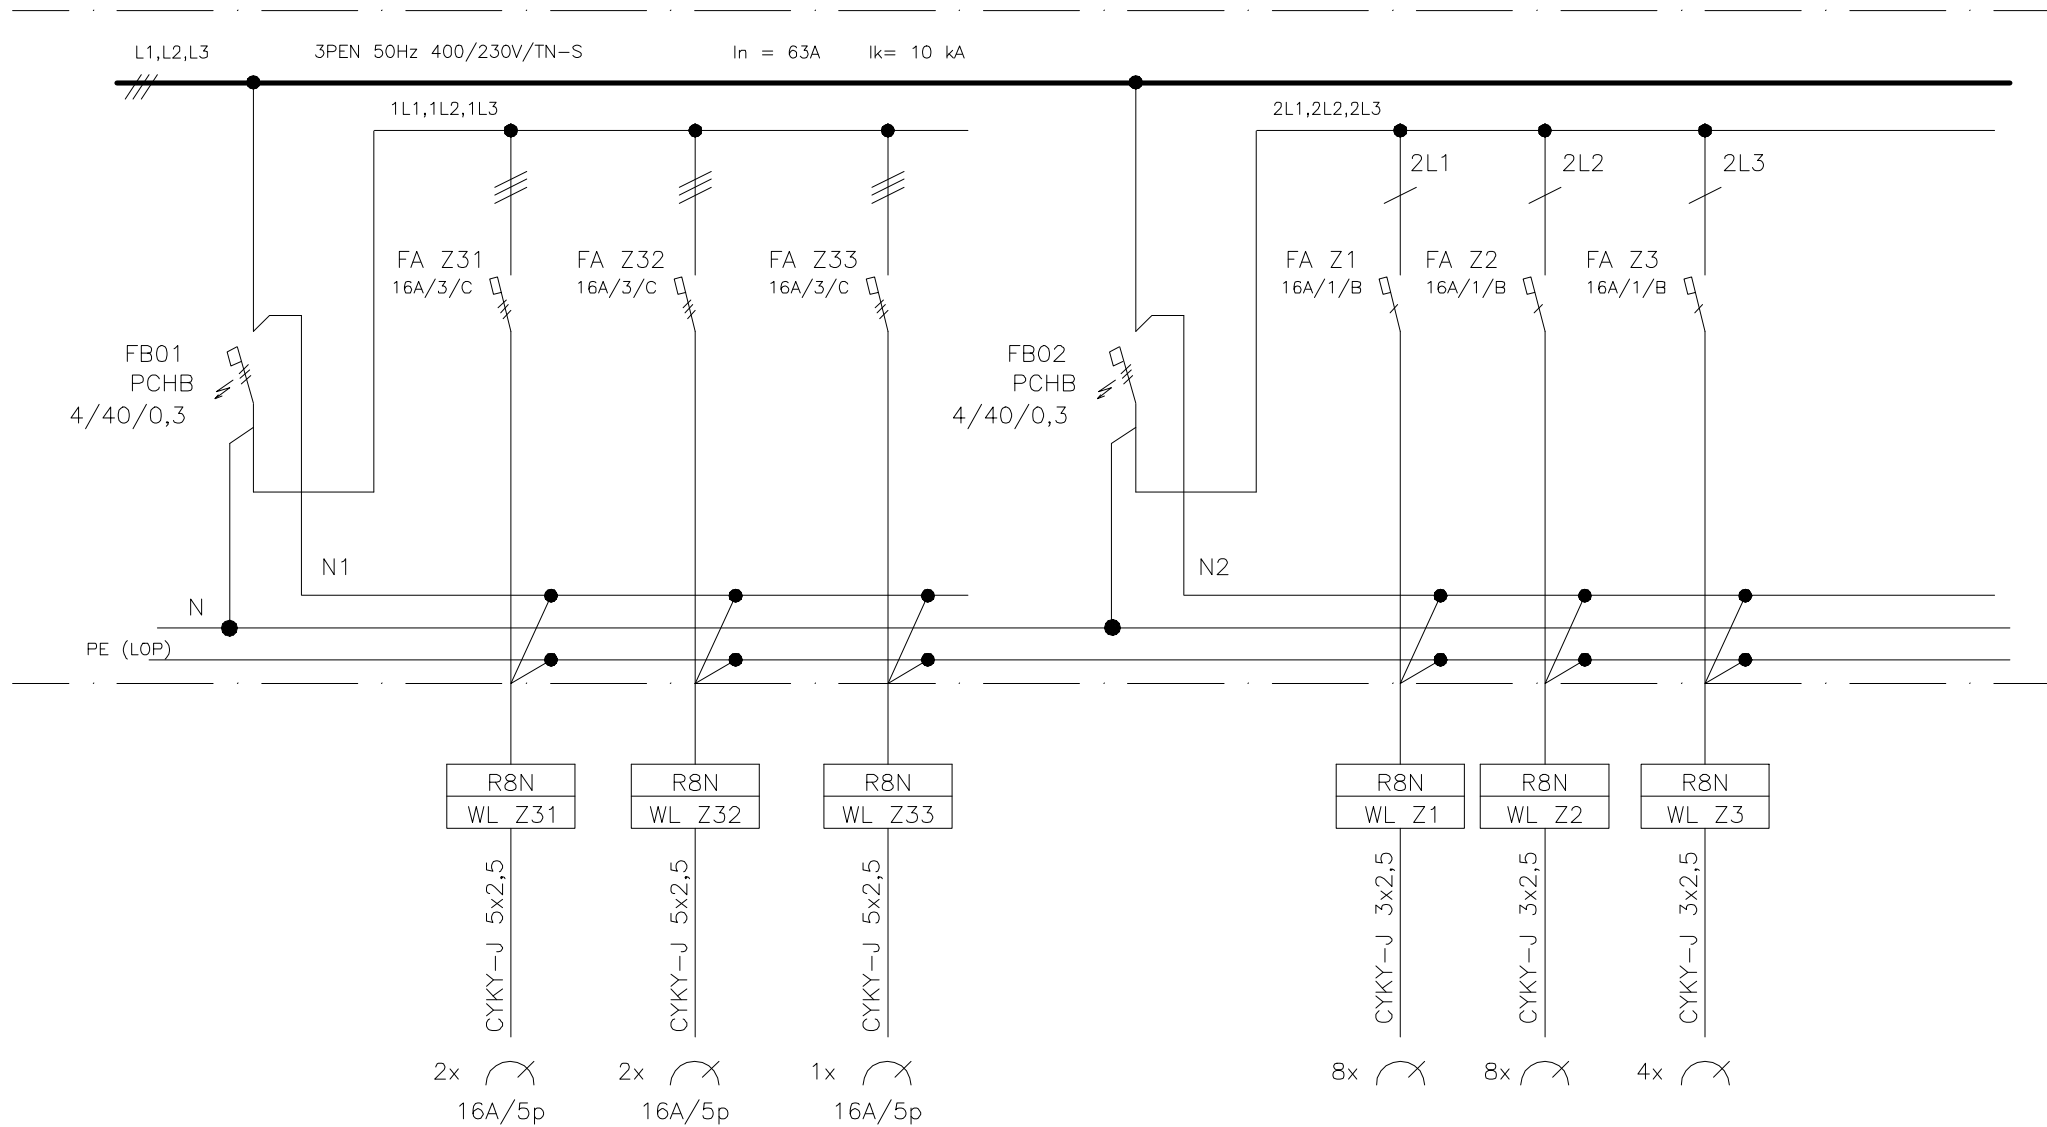 L1,L2,L3 3PEN 50Hz 400/230V/TN-S In = 63A Ik= 10 kA
1L1,1L2,1L3 2L1,2L2,2L3
2L1 2L2 2L3
FA Z31 FA Z32 FA Z33 FA Z1 FA Z2 FA Z3
16A/3/C 16A/3/C 16A/3/C 16A/1/B 16A/1/B 16A/1/B
FB01 FB02
PCHB PCHB
4/40/0,3 4/40/0,3
N1 N2
N
PE (LOP)
R8N R8N R8N R8N R8N R8N
WL Z31 WL Z32 WL Z33 WL Z1 WL Z2 WL Z3
CYKY-J 5x2,5
CYKY-J 5x2,5
CYKY-J 5x2,5
CYKY-J 3x2,5
CYKY-J 3x2,5
CYKY-J 3x2,5
2x 2x 1x 8x 8x 4x
16A/5p 16A/5p 16A/5p